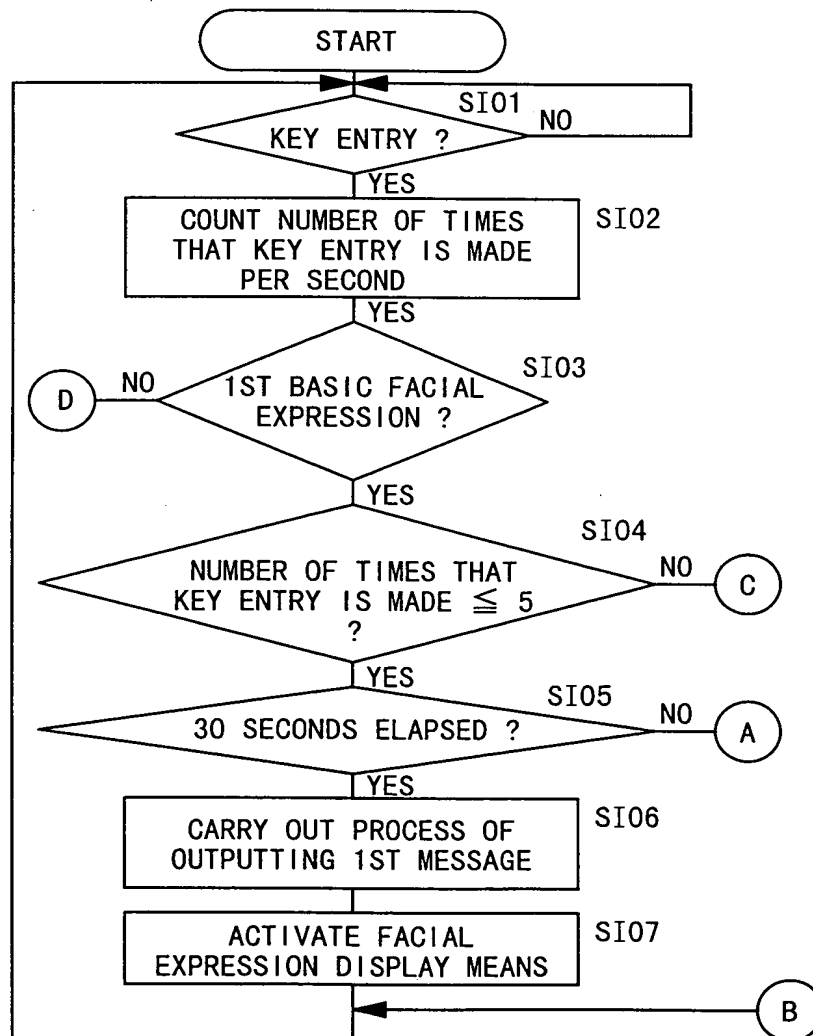 START
SI01
KEY ENTRY ?
NO
YES
COUNT NUMBER OF TIMES
THAT KEY ENTRY IS MADE
PER SECOND
SI02
YES
SI03
D
NO
1ST BASIC FACIAL
EXPRESSION ?
YES
SI04
NUMBER OF TIMES THAT
KEY ENTRY IS MADE ≦ 5
?
NO
C
YES
SI05
30 SECONDS ELAPSED ?
NO
A
YES
CARRY OUT PROCESS OF
OUTPUTTING 1ST MESSAGE
SI06
ACTIVATE FACIAL
EXPRESSION DISPLAY MEANS
SI07
B